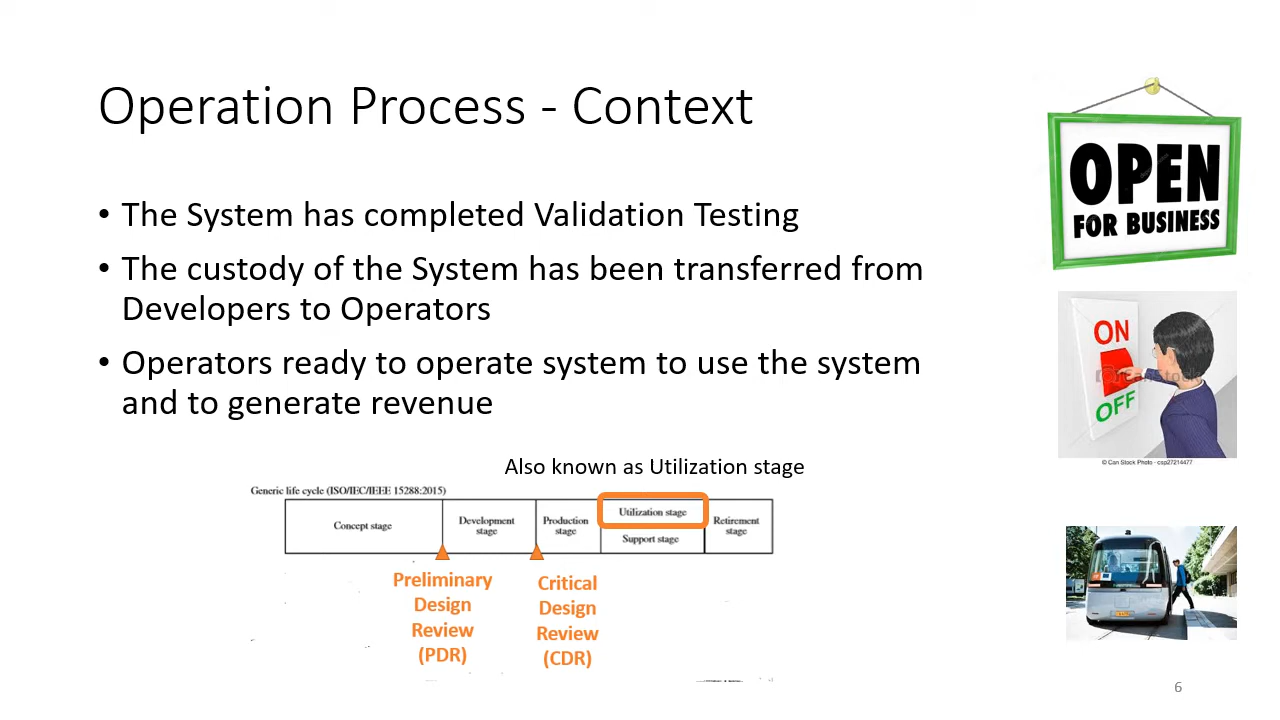 Operation Process - Context
OPEN
FOR BUSINESS
• The System has completed Validation Testing
• The custody of the System has been transferred from
Developers to Operators
• Operators ready to operate system to use the system
and to generate revenue
ON
OFF
CanStock
© Can Stock Photo - csp27214477
Also known as Utilization stage
Generic life cycle (ISO/IEC/IEEE 15288:2015)
Concept stage
Development
stage
Production
stage
Utilization stage
Support stage
Retirement
stage
Preliminary
Design
Review
(PDR)
Critical
Design
Review
(CDR)
6